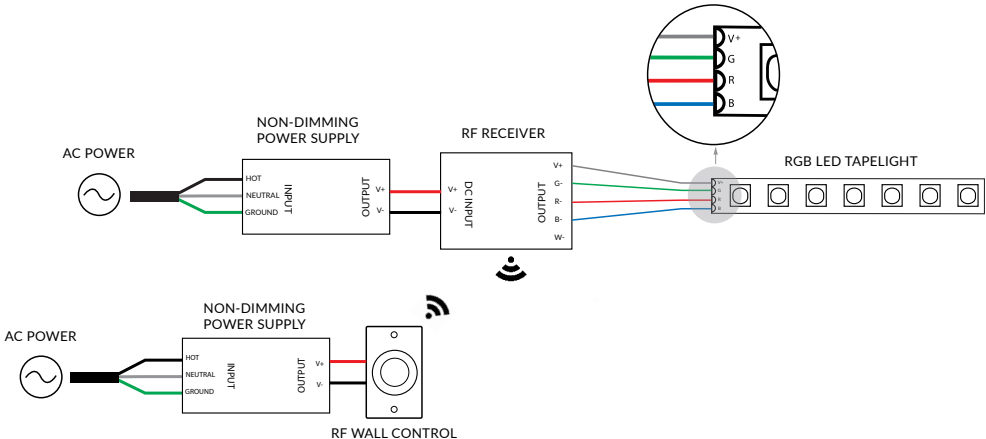 V+
G
R
B
NON-DIMMING
POWER SUPPLY
RF RECEIVER
AC POWER
RGB LED TAPELIGHT
HOT
NEUTRAL
GROUND
INPUT
OUTPUT
V+
V-
V+
V-
DC INPUT
OUTPUT
V+
G-
R-
B-
W-
V+
G
R
B
NON-DIMMING
POWER SUPPLY
AC POWER
HOT
NEUTRAL
GROUND
INPUT
OUTPUT
V+
V-
RF WALL CONTROL